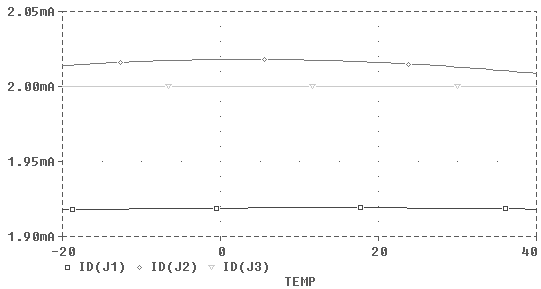 2.05mA
2.00mA
1.95mA
1.90mA
-20 0 20 40
ID(J1) ID(J2) ID(J3)
TEMP